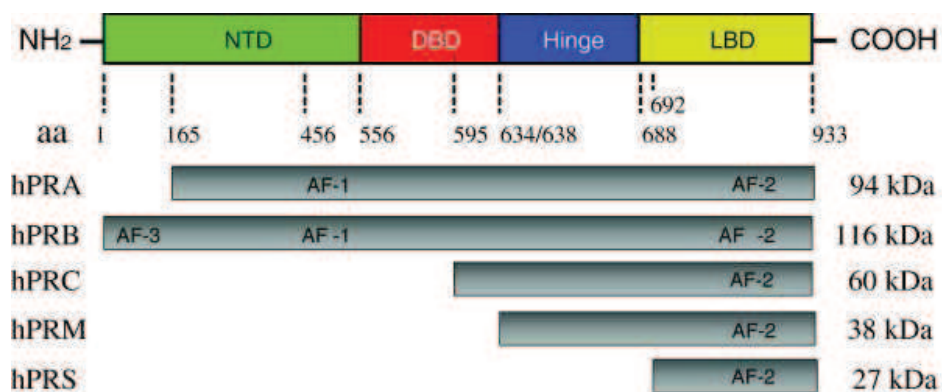 NH2 NTD DBD Hinge LBD COOH
692
aa 1 165 456 556 595 634/638 688 933
hPRA AF-1 AF-2 94 kDa
hPRB AF-3 AF -1 AF -2 116 kDa
hPRC AF-2 60 kDa
hPRM AF-2 38 kDa
hPRS AF-2 27 kDa